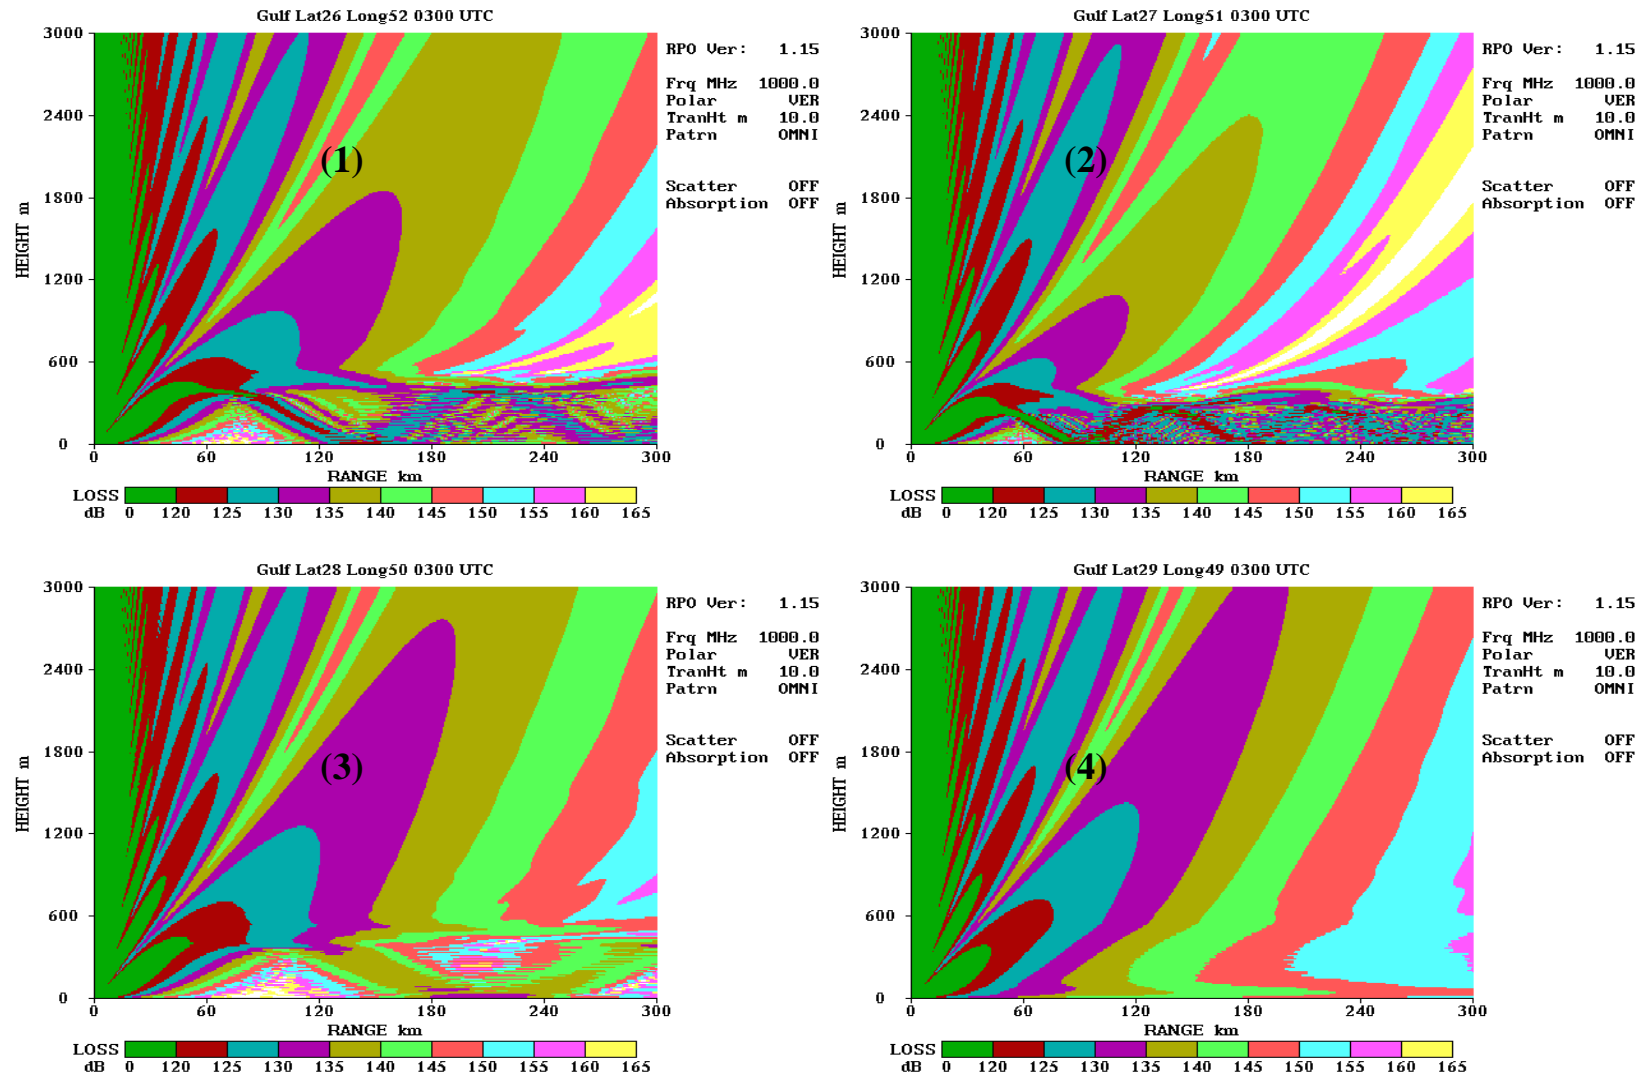 Gulf Lat26 Long52 0300 UTC
3000
2400
1800
1200
600
0
HEIGHT m
(1)
0 60 120 180 240 300
RANGE km
LOSS
dB 0 120 125 130 135 140 145 150 155 160 165
RPO Ver: 1.15
Frq MHz 1000.0
Polar VER
TranHt m 10.0
Patrn OMNI
Scatter OFF
Absorption OFF
Gulf Lat27 Long51 0300 UTC
3000
2400
1800
1200
600
0
HEIGHT m
(2)
0 60 120 180 240 300
RANGE km
LOSS
dB 0 120 125 130 135 140 145 150 155 160 165
RPO Ver: 1.15
Frq MHz 1000.0
Polar VER
TranHt m 10.0
Patrn OMNI
Scatter OFF
Absorption OFF
Gulf Lat28 Long50 0300 UTC
3000
2400
1800
1200
600
0
HEIGHT m
(3)
0 60 120 180 240 300
RANGE km
LOSS
dB 0 120 125 130 135 140 145 150 155 160 165
RPO Ver: 1.15
Frq MHz 1000.0
Polar VER
TranHt m 10.0
Patrn OMNI
Scatter OFF
Absorption OFF
Gulf Lat29 Long49 0300 UTC
3000
2400
1800
1200
600
0
HEIGHT m
(4)
0 60 120 180 240 300
RANGE km
LOSS
dB 0 120 125 130 135 140 145 150 155 160 165
RPO Ver: 1.15
Frq MHz 1000.0
Polar VER
TranHt m 10.0
Patrn OMNI
Scatter OFF
Absorption OFF